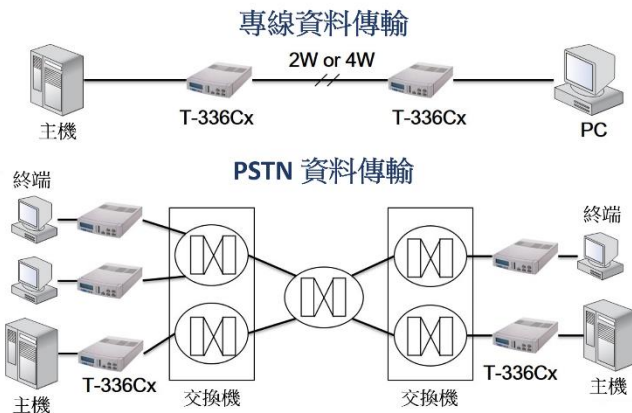 專線資料傳輸
2W or 4W
T-336Cx
T-336Cx
主機
PC
PSTN 資料傳輸
終端
終端
T-336Cx
T-336Cx
主機
交換機
交換機
主機